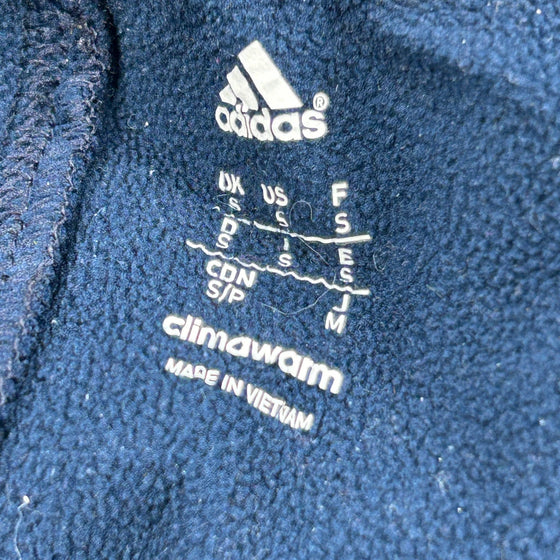 adidas®
UK US F
S S S
D I E
S S S
CDN J
S/P M
climawarm
MADE IN VIETNAM